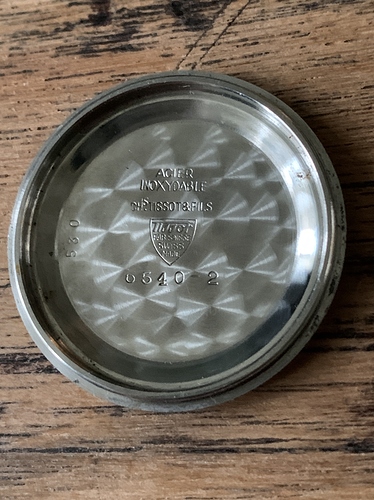 ACIER
INOXYDABLE
CHS TISSOT & FILS
Tissot
SWISS
6540-2
530